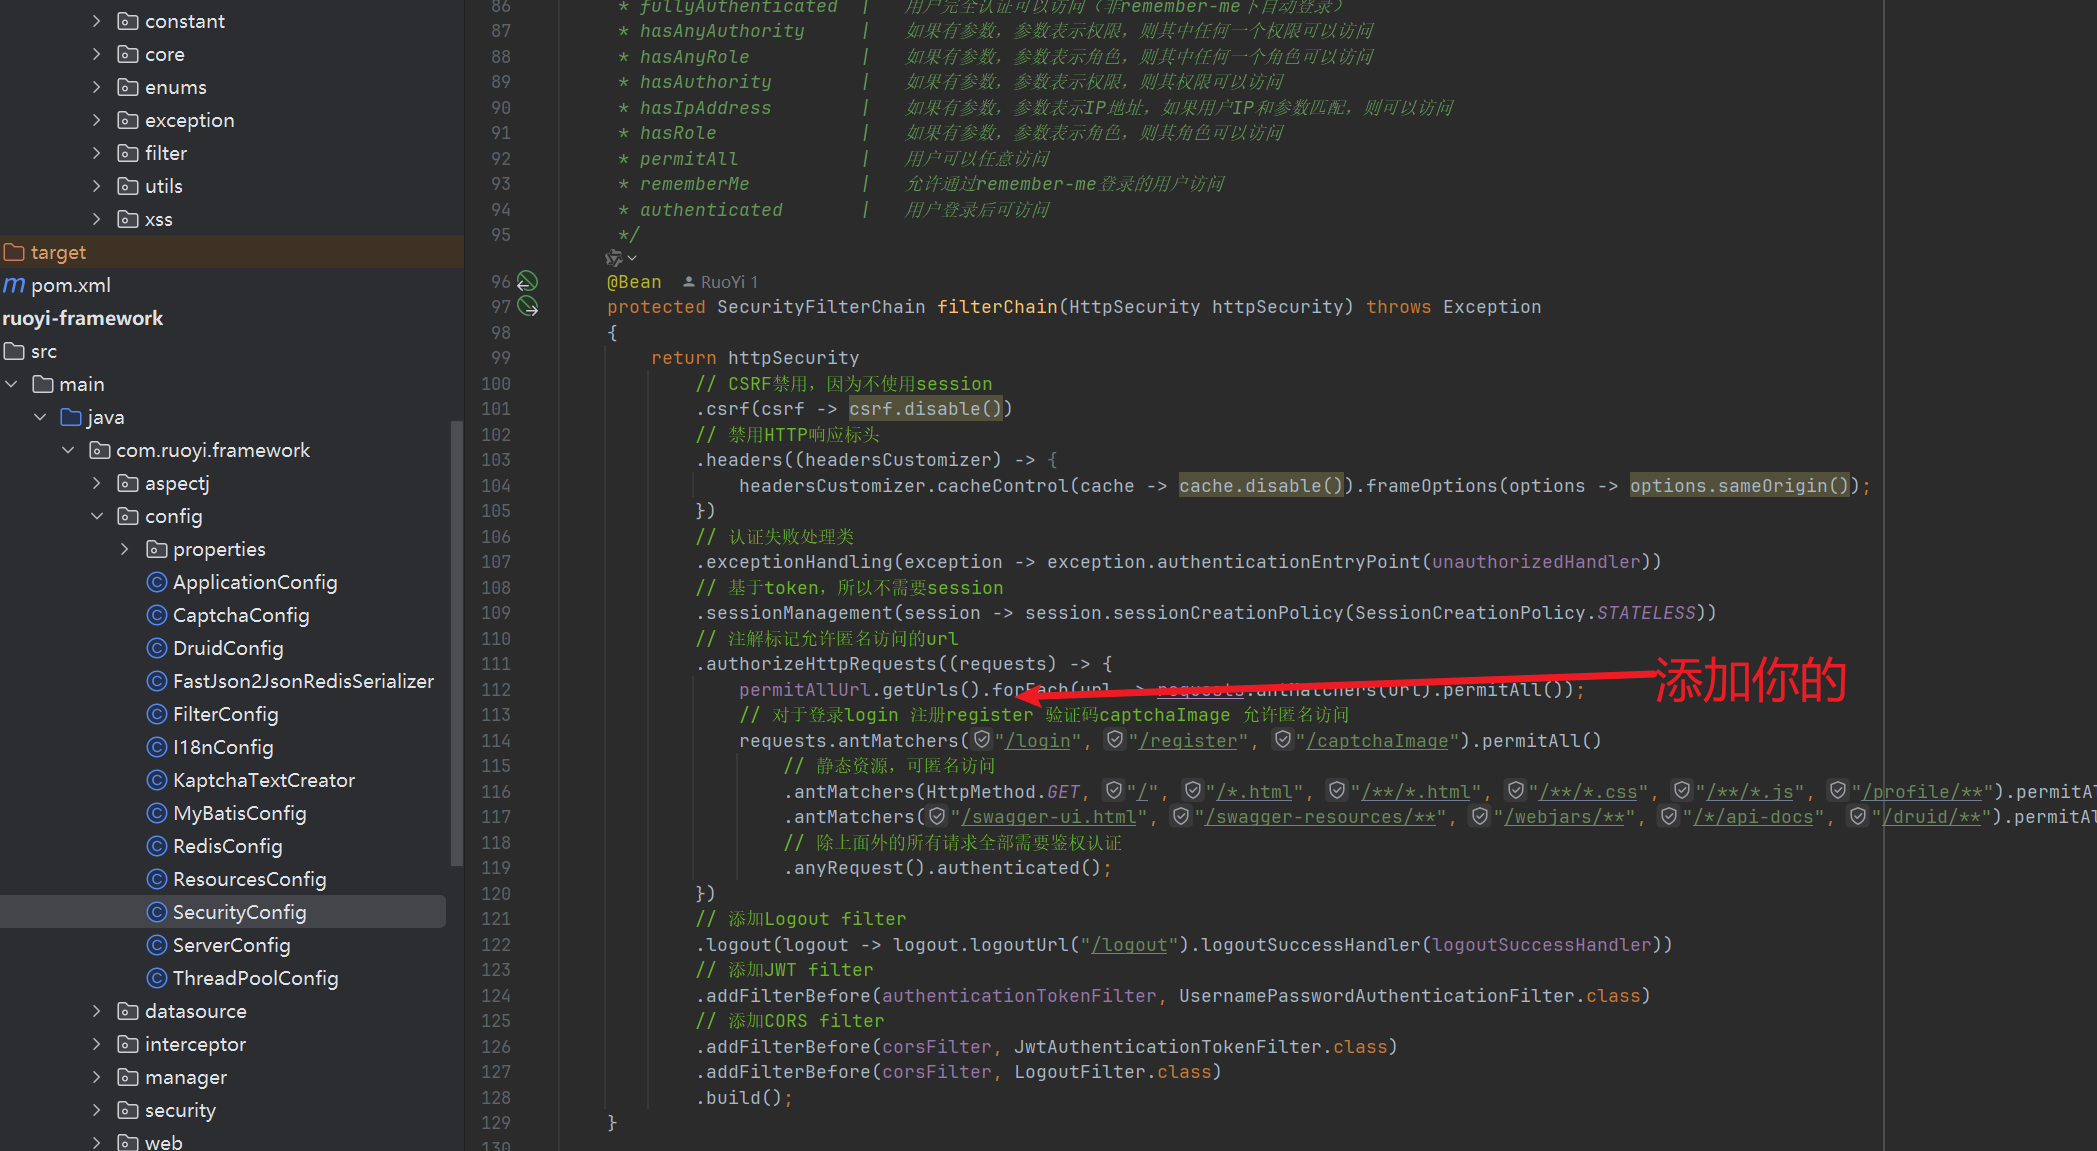 constant
core
enums
exception
filter
utils
xss
target
pom.xml
ruoyi-framework
src
main
java
com.ruoyi.framework
aspectj
config
properties
ApplicationConfig
CaptchaConfig
DruidConfig
FastJson2JsonRedisSerializer
FilterConfig
I18nConfig
KaptchaTextCreator
MyBatisConfig
RedisConfig
ResourcesConfig
SecurityConfig
ServerConfig
ThreadPoolConfig
datasource
interceptor
manager
security
web
86 * fullyAuthenticated | 用户完全认证可以访问（非remember-me下自动登录）
87 * hasAnyAuthority | 如果有参数，参数表示权限，则其中任何一个权限可以访问
88 * hasAnyRole | 如果有参数，参数表示角色，则其中任何一个角色可以访问
89 * hasAuthority | 如果有参数，参数表示权限，则其权限可以访问
90 * hasIpAddress | 如果有参数，参数表示IP地址，如果用户IP和参数匹配，则可以访问
91 * hasRole | 如果有参数，参数表示角色，则其角色可以访问
92 * permitAll | 用户可以任意访问
93 * rememberMe | 允许通过remember-me登录的用户访问
94 * authenticated | 用户登录后可访问
95 */
96 @Bean RuoYi 1
97 protected SecurityFilterChain filterChain(HttpSecurity httpSecurity) throws Exception
98 {
99 return httpSecurity
100 // CSRF禁用，因为不使用session
101 .csrf(csrf -> csrf.disable())
102 // 禁用HTTP响应标头
103 .headers((headersCustomizer) -> {
104 headersCustomizer.cacheControl(cache -> cache.disable()).frameOptions(options -> options.sameOrigin());
105 })
106 // 认证失败处理类
107 .exceptionHandling(exception -> exception.authenticationEntryPoint(unauthorizedHandler))
108 // 基于token，所以不需要session
109 .sessionManagement(session -> session.sessionCreationPolicy(SessionCreationPolicy.STATELESS))
110 // 注解标记允许匿名访问的url
111 .authorizeHttpRequests((requests) -> {
112 permitAllUrl.getUrls().forEach(url -> requests.antMatchers(url).permitAll());
添加你的
113 // 对于登录login 注册register 验证码captchaImage 允许匿名访问
114 requests.antMatchers("/login", "/register", "/captchaImage").permitAll()
115 // 静态资源，可匿名访问
116 .antMatchers(HttpMethod.GET, "/", "/*.html", "/**/*.html", "/**/*.css", "/**/*.js", "/profile/**").permitAl
117 .antMatchers("/swagger-ui.html", "/swagger-resources/**", "/webjars/**", "/*/api-docs", "/druid/**").permitAl
118 // 除上面外的所有请求全部需要鉴权认证
119 .anyRequest().authenticated();
120 })
121 // 添加Logout filter
122 .logout(logout -> logout.logoutUrl("/logout").logoutSuccessHandler(logoutSuccessHandler))
123 // 添加JWT filter
124 .addFilterBefore(authenticationTokenFilter, UsernamePasswordAuthenticationFilter.class)
125 // 添加CORS filter
126 .addFilterBefore(corsFilter, JwtAuthenticationTokenFilter.class)
127 .addFilterBefore(corsFilter, LogoutFilter.class)
128 .build();
129 }
130